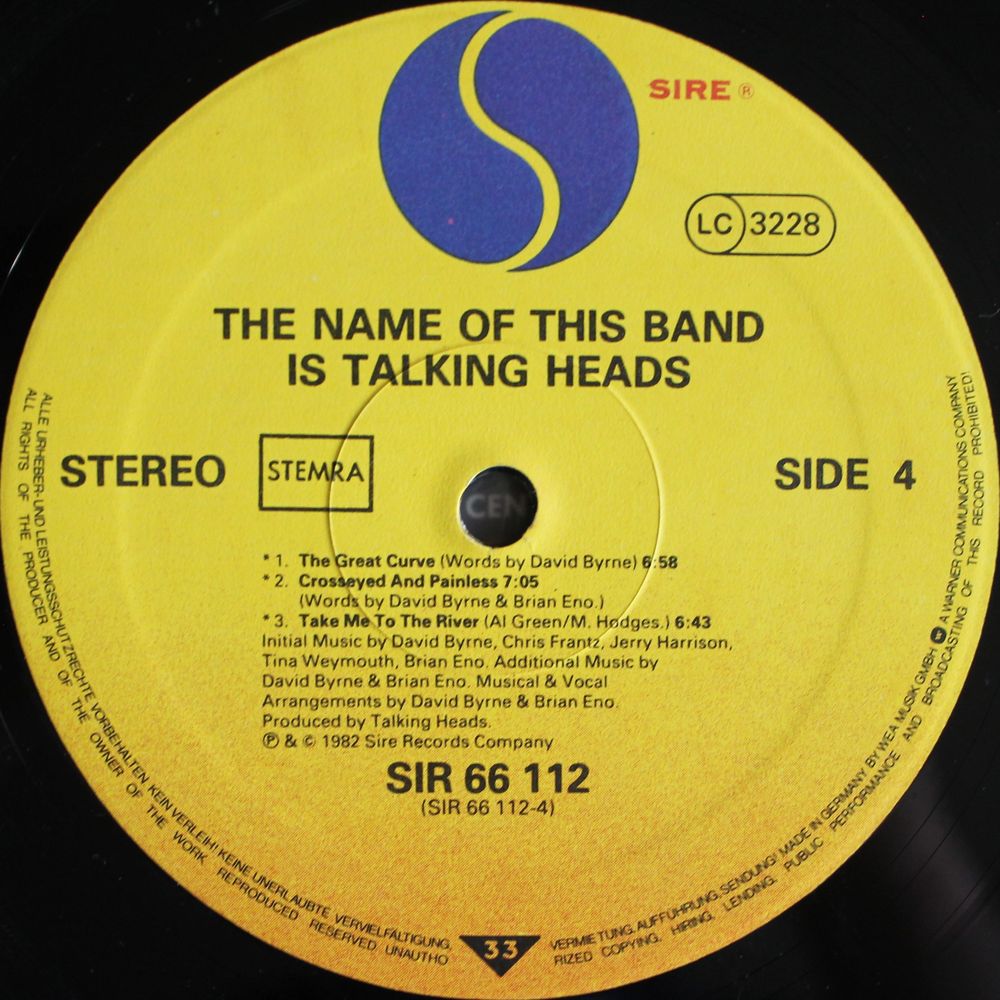 SIRE ®
LC 3228
THE NAME OF THIS BAND
IS TALKING HEADS
STEREO
STEMRA
SIDE 4
CEN
* 1. The Great Curve (Words by David Byrne) 6:58
* 2. Crosseyed And Painless 7:05
(Words by David Byrne & Brian Eno.)
* 3. Take Me To The River (Al Green/M. Hodges.) 6:43
Initial Music by David Byrne, Chris Frantz, Jerry Harrison,
Tina Weymouth, Brian Eno. Additional Music by
David Byrne & Brian Eno. Musical & Vocal
Arrangements by David Byrne & Brian Eno.
Produced by Talking Heads.
℗ & © 1982 Sire Records Company
SIR 66 112
(SIR 66 112-4)
ALLE URHEBER- UND LEISTUNGSSCHUTZRECHTE VORBEHALTEN KEIN VERLEIH! KEINE UNERLAUBTE VERVIELFÄLTIGUNG, VERMIETUNG, AUFFÜHRUNG, SENDUNG! MADE IN GERMANY BY WEA MUSIK GMBH A WARNER COMMUNICATIONS COMPANY
ALL RIGHTS OF THE PRODUCER AND OF THE OWNER OF THE WORK REPRODUCED RESERVED. UNAUTHO RIZED COPYING, HIRING, LENDING, PUBLIC PERFORMANCE AND BROADCASTING OF THIS RECORD PROHIBITED!
33